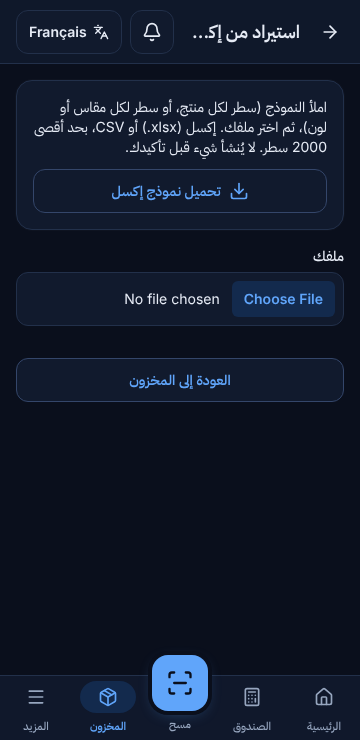 استيراد من إك...
Français
املأ النموذج (سطر لكل منتج، أو سطر لكل مقاس أو
لون)، ثم اختر ملفك. إكسل (.xlsx) أو CSV، بحد أقصى
2000 سطر. لا يُنشأ شيء قبل تأكيدك.
تحميل نموذج إكسل
ملفك
Choose File No file chosen
العودة إلى المخزون
الرئيسية
الصندوق
مسح
المخزون
المزيد